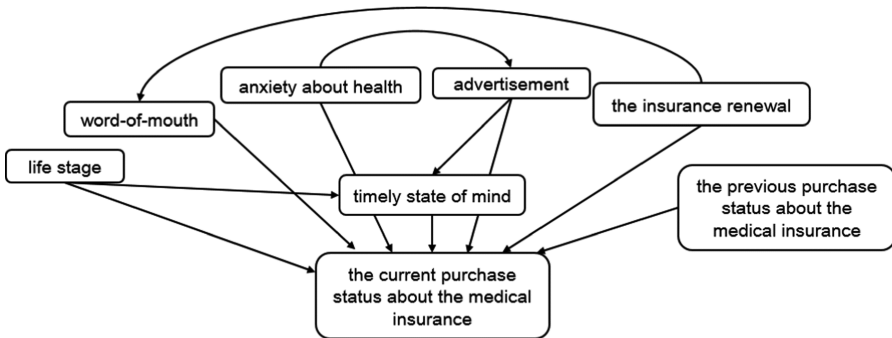 anxiety about health
advertisement
the insurance renewal
word-of-mouth
life stage
timely state of mind
the previous purchase
status about the
medical insurance
the current purchase
status about the medical
insurance